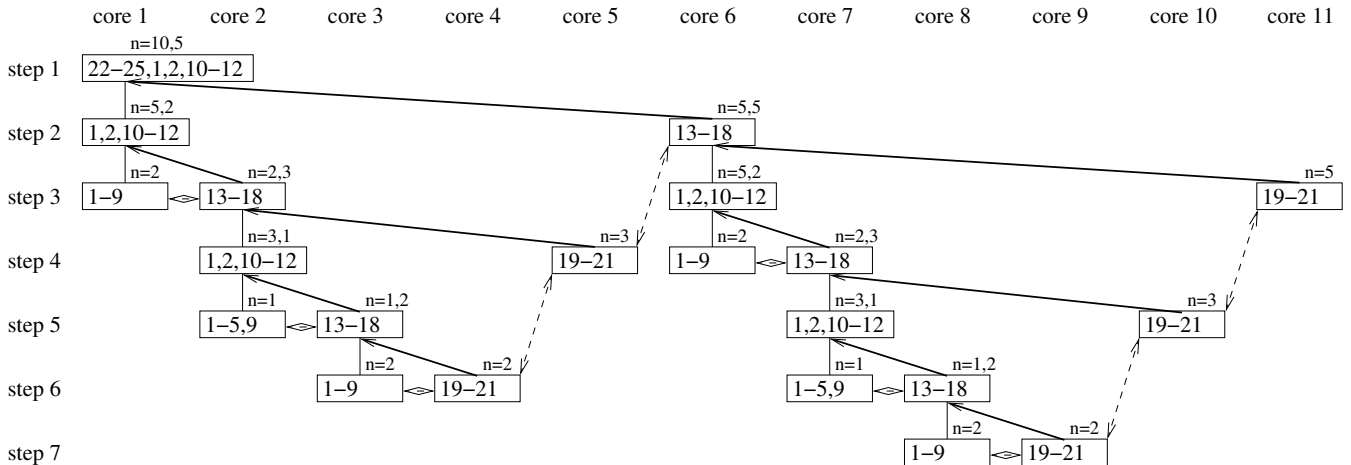 core 1 core 2 core 3 core 4 core 5 core 6 core 7 core 8 core 9 core 10 core 11
n=10,5
step 1 22−25,1,2,10−12
n=5,2 n=5,5
step 2 1,2,10−12 13−18
n=2 n=2,3 n=5,2 n=5
step 3 1−9 13−18 1,2,10−12 19−21
n=3,1 n=3 n=2 n=2,3
step 4 1,2,10−12 19−21 1−9 13−18
n=1 n=1,2 n=3,1 n=3
step 5 1−5,9 13−18 1,2,10−12 19−21
n=2 n=2 n=1 n=1,2
step 6 1−9 19−21 1−5,9 13−18
n=2 n=2
step 7 1−9 19−21